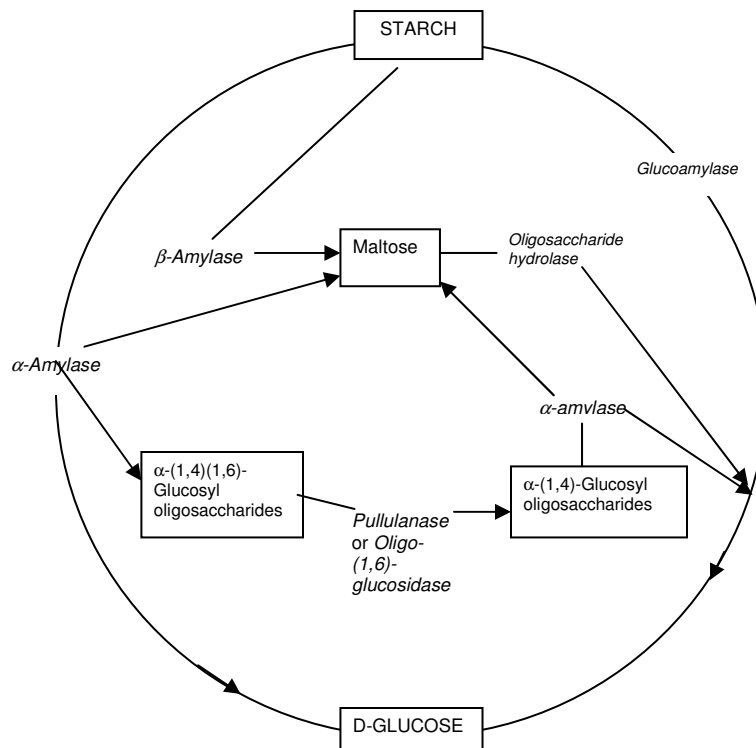 STARCH
Glucoamylase
β-Amylase
Maltose
Oligosaccharide
hydrolase
α-Amylase
α-amvlase
α-(1,4)(1,6)-
Glucosyl
oligosaccharides
Pullulanase
or Oligo-
(1,6)-
glucosidase
α-(1,4)-Glucosyl
oligosaccharides
D-GLUCOSE